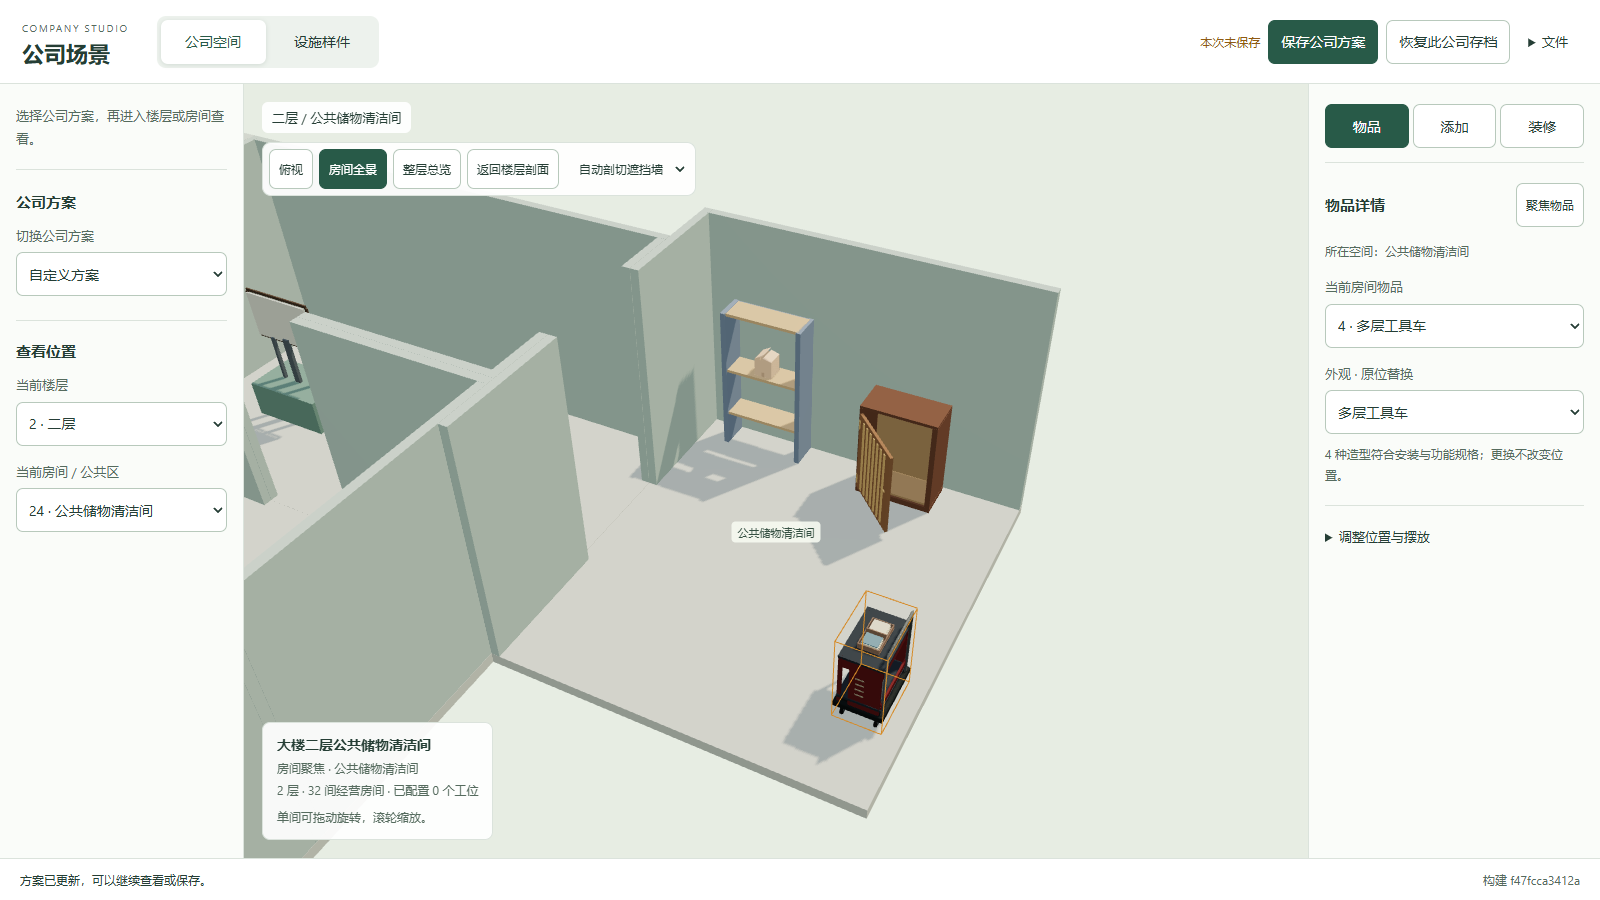 COMPANY STUDIO
公司场景
公司空间
设施样件
本次未保存
保存公司方案
恢复此公司存档
文件
选择公司方案，再进入楼层或房间查
看。
公司方案
切换公司方案
自定义方案
查看位置
当前楼层
2 · 二层
当前房间 / 公共区
24 · 公共储物清洁间
二层 / 公共储物清洁间
俯视
房间全景
整层总览
返回楼层剖面
自动剖切遮挡墙
公共储物清洁间
大楼二层公共储物清洁间
房间聚焦 · 公共储物清洁间
2 层 · 32 间经营房间 · 已配置 0 个工位
单间可拖动旋转，滚轮缩放。
物品
添加
装修
物品详情
聚焦物品
所在空间：公共储物清洁间
当前房间物品
4 · 多层工具车
外观 · 原位替换
多层工具车
4 种造型符合安装与功能规格；更换不改变位
置。
调整位置与摆放
方案已更新，可以继续查看或保存。
构建 f47fcca3412a